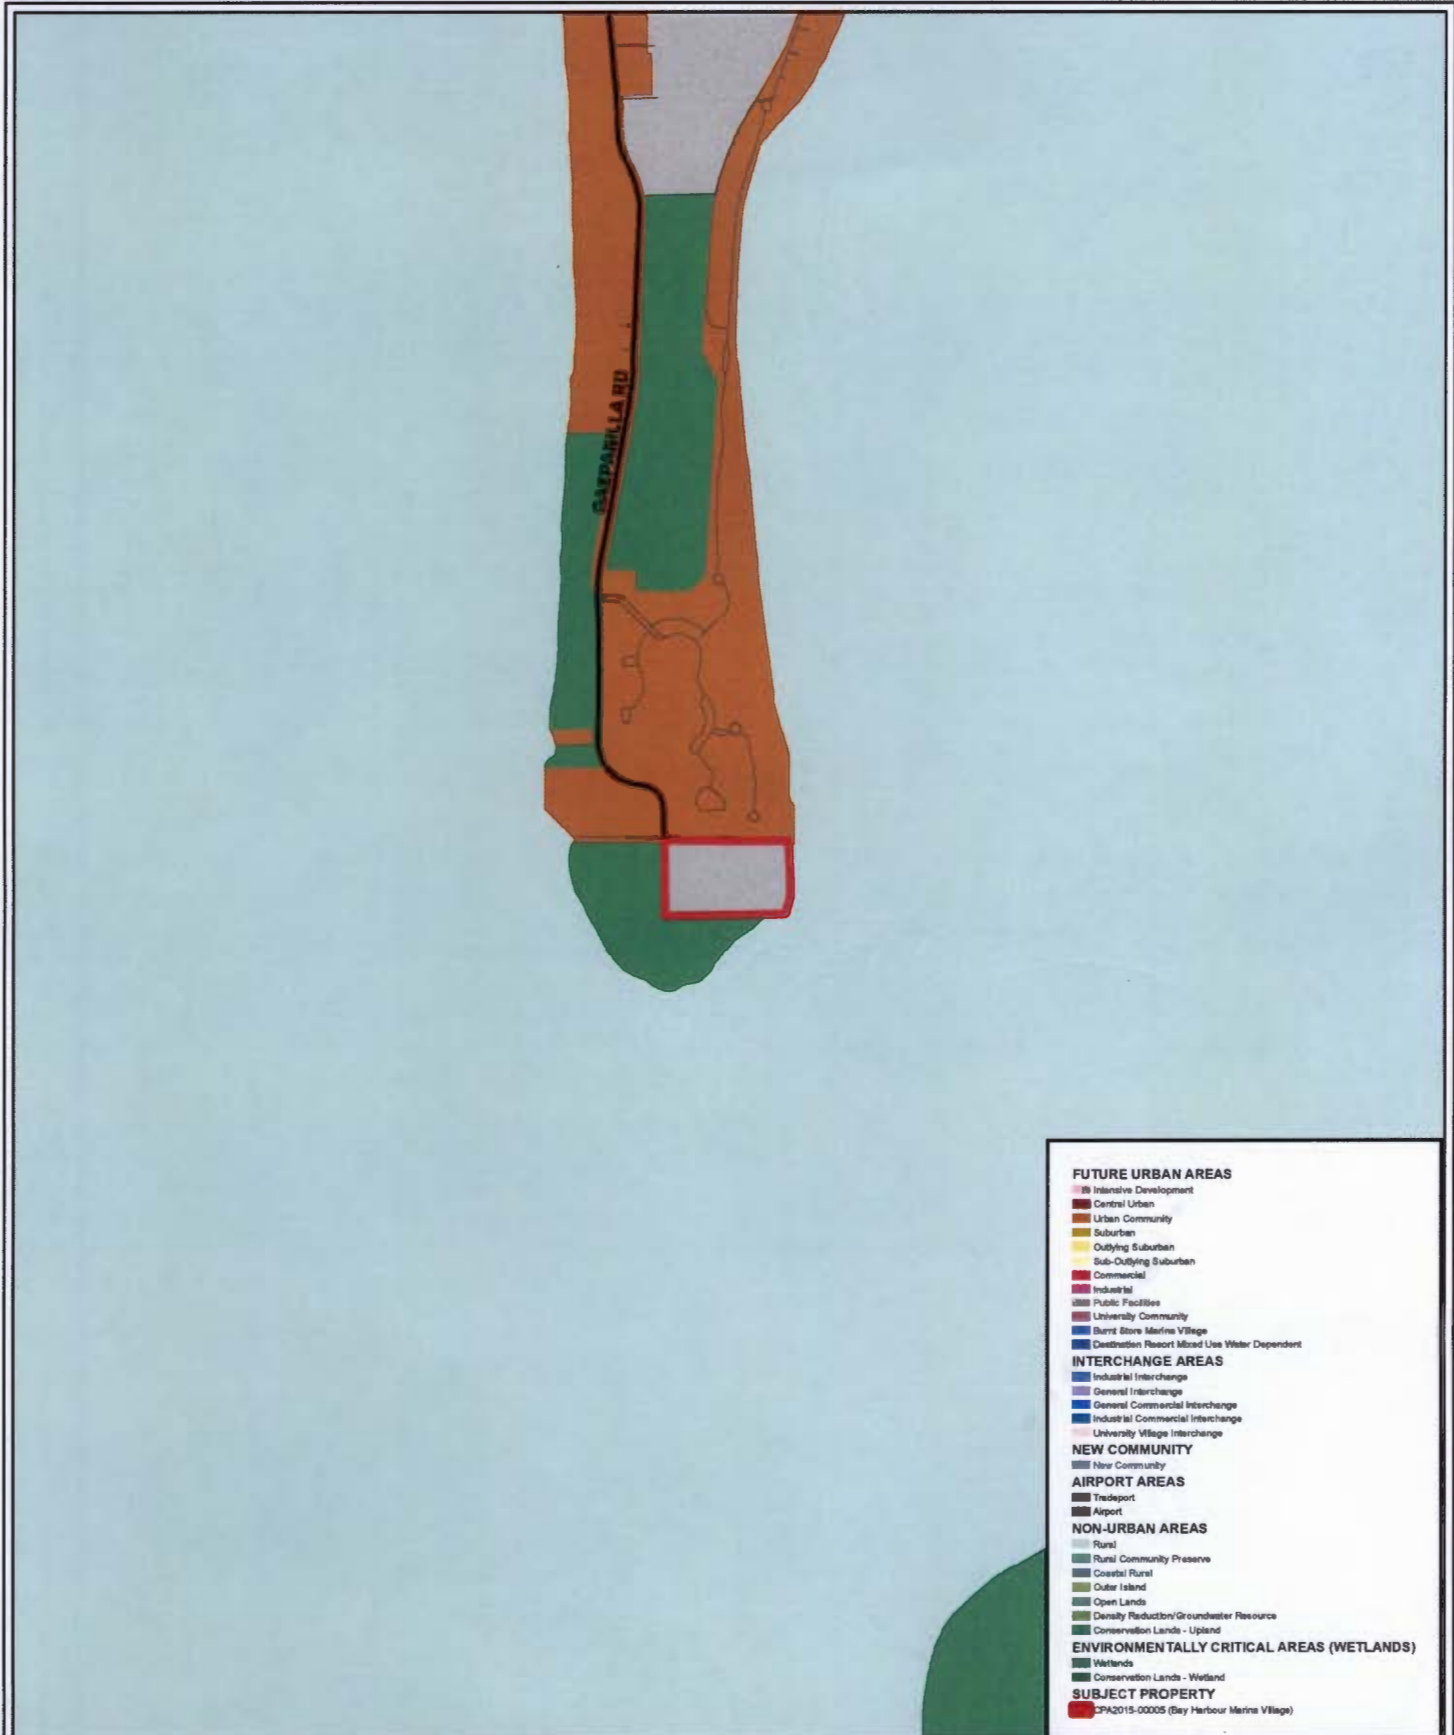 GASPARILLA RD
FUTURE URBAN AREAS
Intensive Development
Central Urban
Urban Community
Suburban
Outlying Suburban
Sub-Outlying Suburban
Commercial
Industrial
Public Facilities
University Community
Burnt Store Marina Village
Destination Resort Mixed Use Water Dependent
INTERCHANGE AREAS
Industrial Interchange
General Interchange
General Commercial Interchange
Industrial Commercial Interchange
University Village Interchange
NEW COMMUNITY
New Community
AIRPORT AREAS
Tradeport
Airport
NON-URBAN AREAS
Rural
Rural Community Preserve
Coastal Rural
Outer Island
Open Lands
Density Reduction/Groundwater Resource
Conservation Lands - Upland
ENVIRONMENTALLY CRITICAL AREAS (WETLANDS)
Wetlands
Conservation Lands - Wetland
SUBJECT PROPERTY
CPA2015-00005 (Bay Harbour Marina Village)